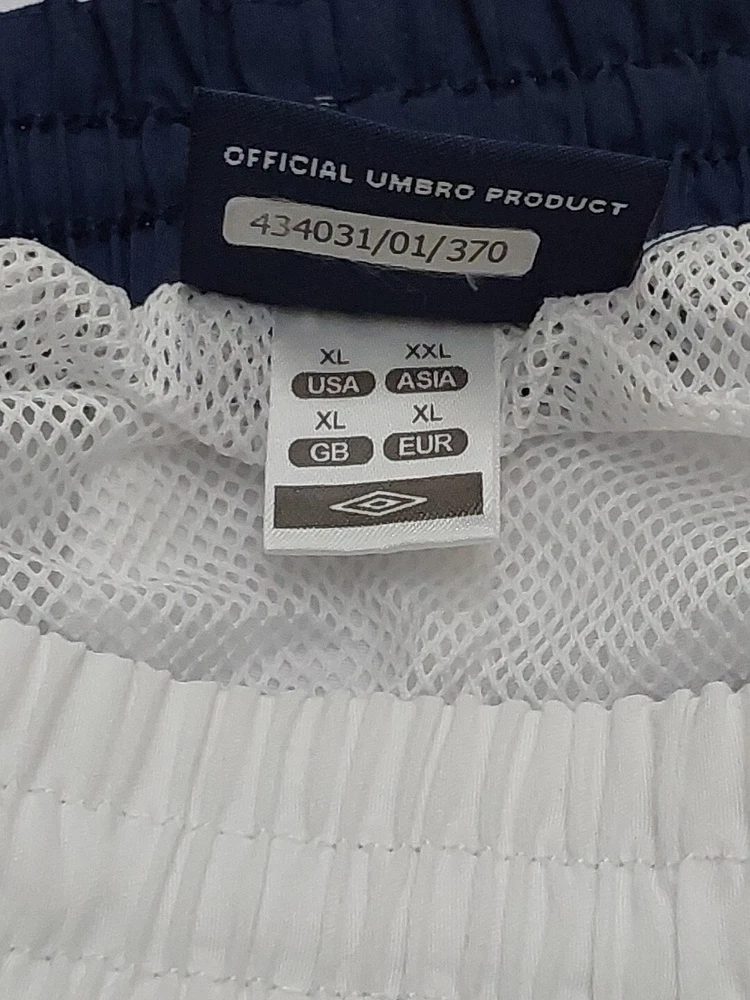 OFFICIAL UMBRO PRODUCT
434031/01/370
XL XXL
USA ASIA
XL XL
GB EUR